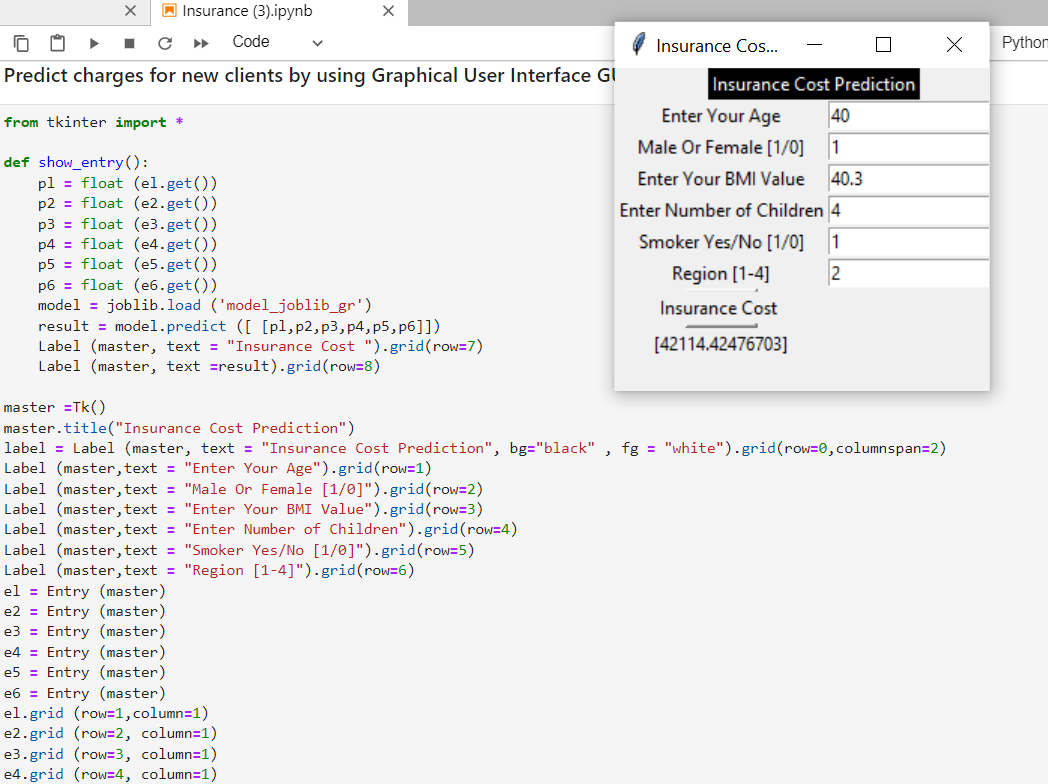 Insurance (3).ipynb
Code
Python
Predict charges for new clients by using Graphical User Interface GU
from tkinter import *
def show_entry():
pl = float (el.get())
p2 = float (e2.get())
p3 = float (e3.get())
p4 = float (e4.get())
p5 = float (e5.get())
p6 = float (e6.get())
model = joblib.load ('model_joblib_gr')
result = model.predict ([ [pl,p2,p3,p4,p5,p6]])
Label (master, text = "Insurance Cost ").grid(row=7)
Label (master, text =result).grid(row=8)
master =Tk()
master.title("Insurance Cost Prediction")
label = Label (master, text = "Insurance Cost Prediction", bg="black" , fg = "white").grid(row=0,columnspan=2)
Label (master,text = "Enter Your Age").grid(row=1)
Label (master,text = "Male Or Female [1/0]").grid(row=2)
Label (master,text = "Enter Your BMI Value").grid(row=3)
Label (master,text = "Enter Number of Children").grid(row=4)
Label (master,text = "Smoker Yes/No [1/0]").grid(row=5)
Label (master,text = "Region [1-4]").grid(row=6)
el = Entry (master)
e2 = Entry (master)
e3 = Entry (master)
e4 = Entry (master)
e5 = Entry (master)
e6 = Entry (master)
el.grid (row=1,column=1)
e2.grid (row=2, column=1)
e3.grid (row=3, column=1)
e4.grid (row=4, column=1)
Insurance Cos...
Insurance Cost Prediction
Enter Your Age 40
Male Or Female [1/0] 1
Enter Your BMI Value 40.3
Enter Number of Children 4
Smoker Yes/No [1/0] 1
Region [1-4] 2
Insurance Cost
[42114.42476703]